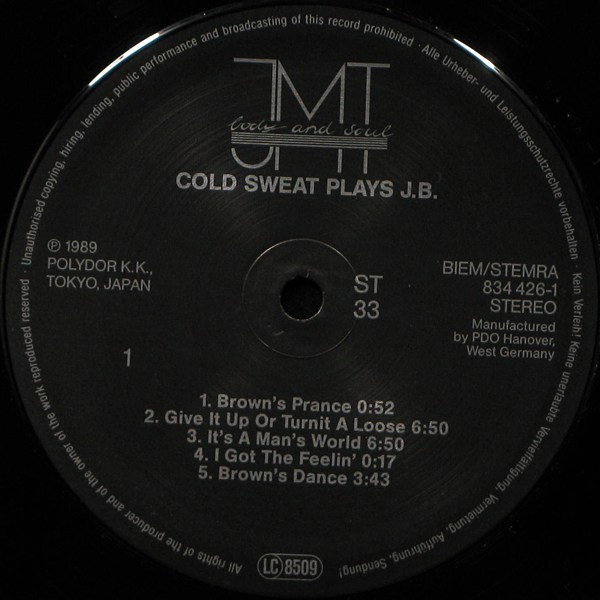 JMT
body and soul
COLD SWEAT PLAYS J.B.
℗ 1989
POLYDOR K.K.,
TOKYO, JAPAN
ST
33
BIEM/STEMRA
834 426-1
STEREO
Manufactured
by PDO Hanover,
West Germany
1
1. Brown's Prance 0:52
2. Give It Up Or Turnit A Loose 6:50
3. It's A Man's World 6:50
4. I Got The Feelin' 0:17
5. Brown's Dance 3:43
LC 8509
All rights of the producer and of the owner of the work reproduced reserved · Unauthorised copying, hiring, lending, public performance and broadcasting of this record prohibited · Alle Urheber- und Leistungsschutzrechte vorbehalten · Kein Verleih! Keine unerlaubte Vervielfältigung, Vermietung, Aufführung, Sendung!